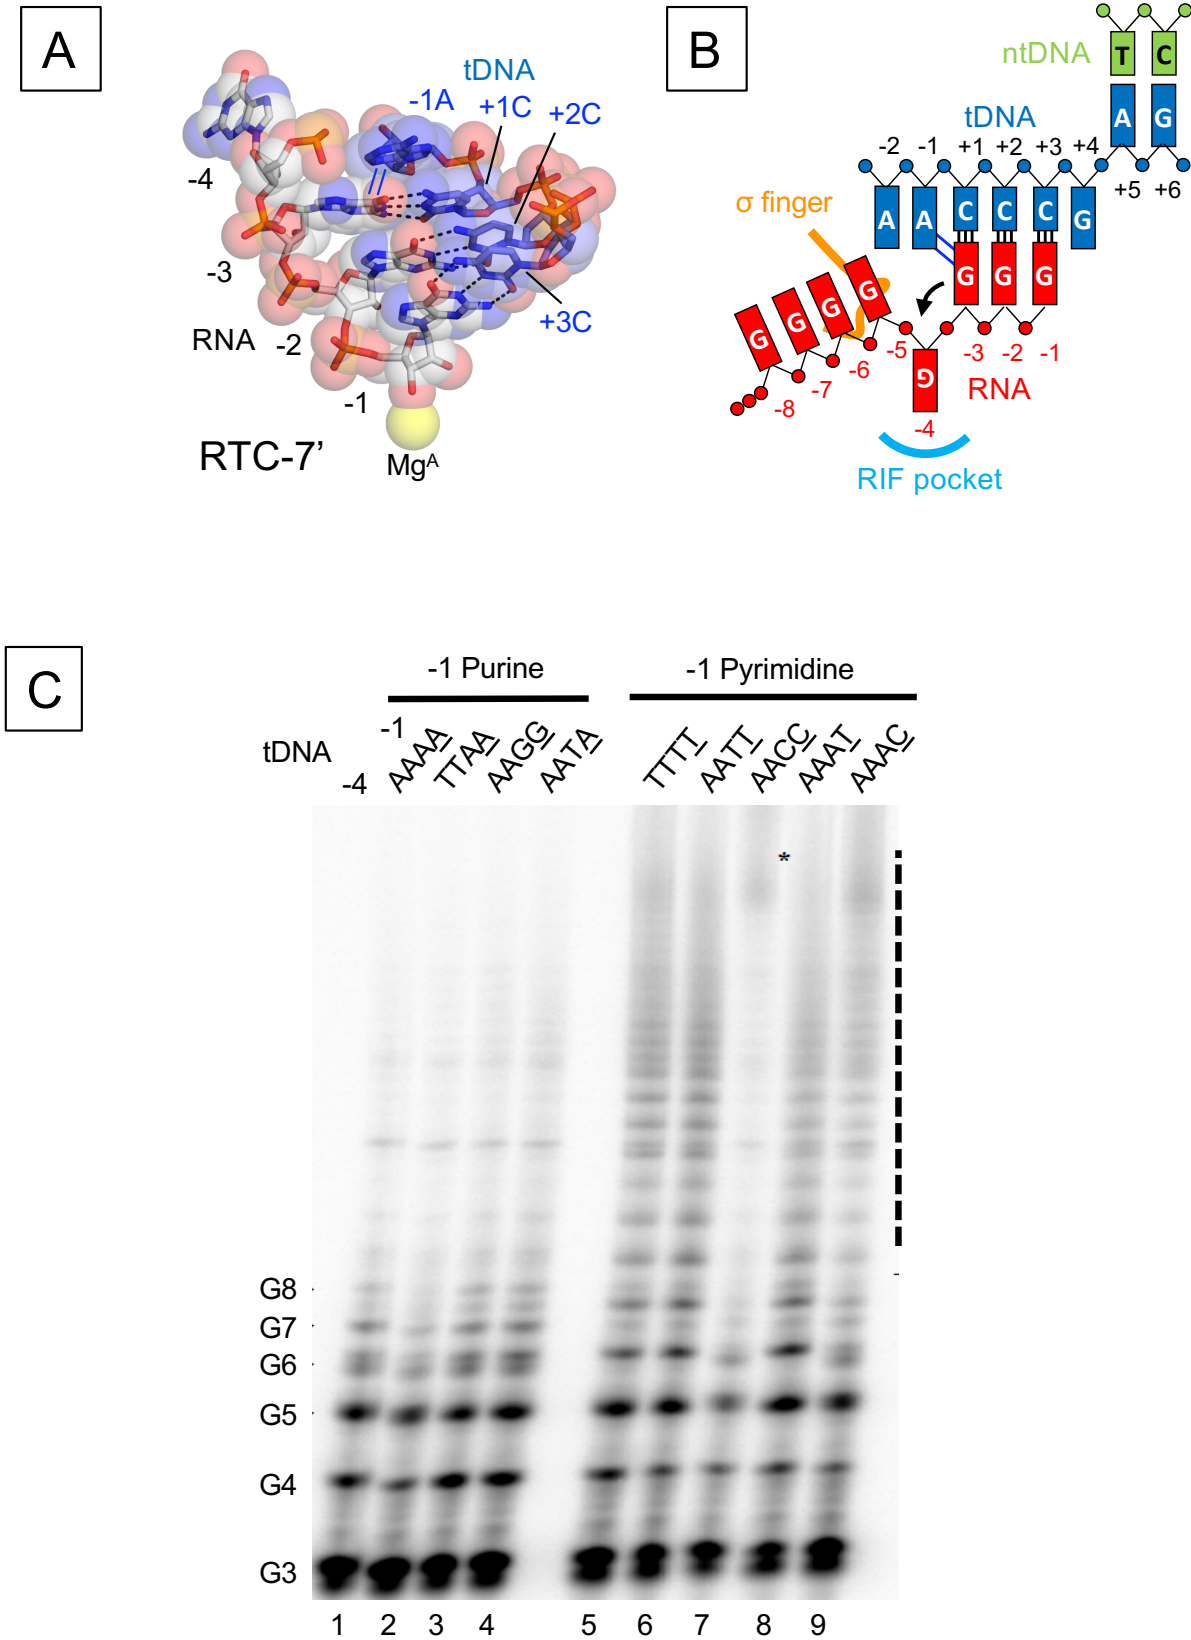 A
tDNA
-1A
+1C
+2C
-4
-3
RNA
-2
+3C
-1
RTC-7’
Mg^A
B
ntDNA
T C
tDNA
A G
-2 -1 +1 +2 +3 +4
+5 +6
σ finger
A A C C C G
G G G
G G G G
-5 -3 -2 -1
-6
-7
-8
G
RNA
-4
RIF pocket
C
-1 Purine
-1 Pyrimidine
tDNA
-1
-4
AAAA
TTAA
AAGG
AATA
TTTT
AATT
AACC
AAAT
AAAC
*
G8
G7
G6
G5
G4
G3
1 2 3 4 5 6 7 8 9